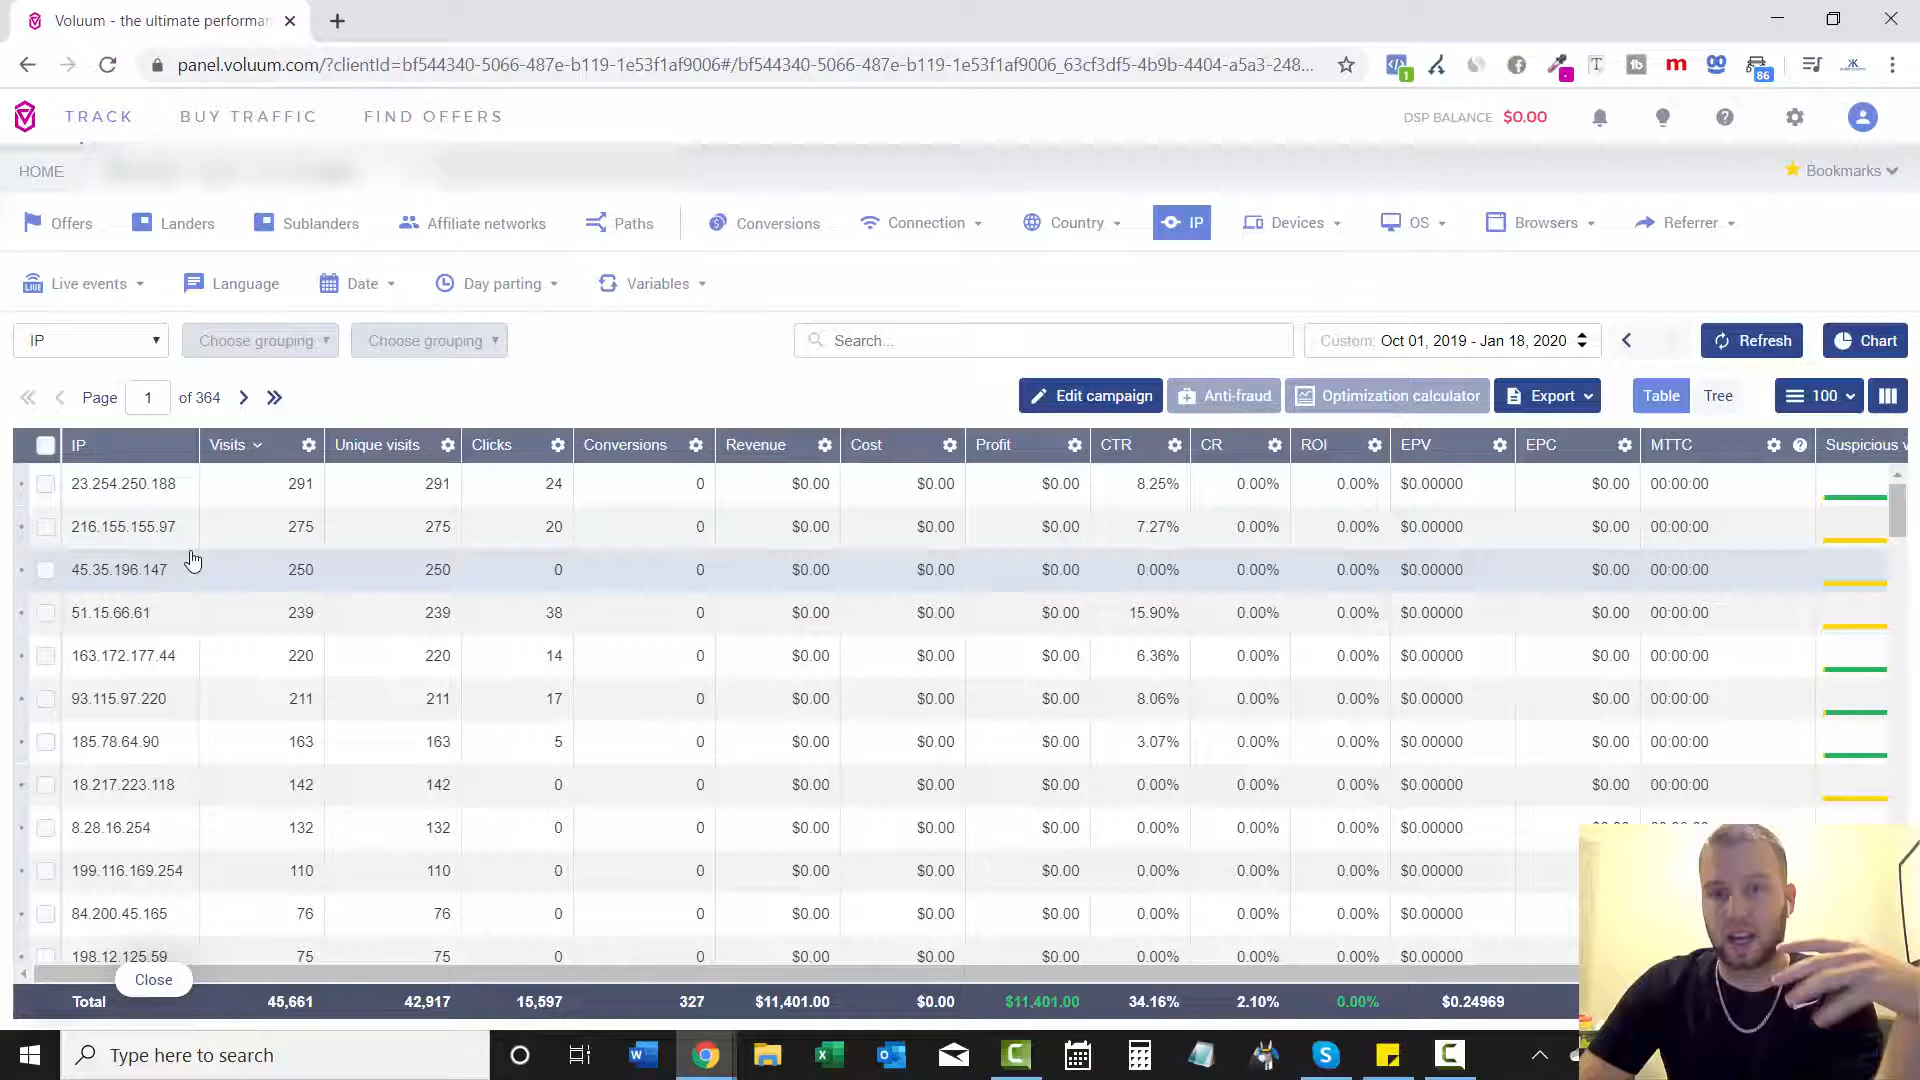 Voluum - the ultimate performan
panel.voluum.com/?clientId=bf544340-5066-487e-b119-1e53f1af9006#/bf544340-5066-487e-b119-1e53f1af9006_63cf3df5-4b9b-4404-a5a3-248...
1
T
tb
m
86
TRACK BUY TRAFFIC FIND OFFERS DSP BALANCE $0.00
HOME Bookmarks
Offers Landers Sublanders Affiliate networks Paths Conversions Connection Country IP Devices OS Browsers Referrer
LIVE Live events Language Date Day parting Variables
IP Choose grouping Choose grouping Search... Custom: Oct 01, 2019 - Jan 18, 2020 Refresh Chart
Page 1 of 364 Edit campaign Anti-fraud Optimization calculator Export Table Tree 100
IP Visits Unique visits Clicks Conversions Revenue Cost Profit CTR CR ROI EPV EPC MTTC Suspicious v
23.254.250.188 291 291 24 0 $0.00 $0.00 $0.00 8.25% 0.00% 0.00% $0.00000 $0.00 00:00:00
216.155.155.97 275 275 20 0 $0.00 $0.00 $0.00 7.27% 0.00% 0.00% $0.00000 $0.00 00:00:00
45.35.196.147 250 250 0 0 $0.00 $0.00 $0.00 0.00% 0.00% 0.00% $0.00000 $0.00 00:00:00
51.15.66.61 239 239 38 0 $0.00 $0.00 $0.00 15.90% 0.00% 0.00% $0.00000 $0.00 00:00:00
163.172.177.44 220 220 14 0 $0.00 $0.00 $0.00 6.36% 0.00% 0.00% $0.00000 $0.00 00:00:00
93.115.97.220 211 211 17 0 $0.00 $0.00 $0.00 8.06% 0.00% 0.00% $0.00000 $0.00 00:00:00
185.78.64.90 163 163 5 0 $0.00 $0.00 $0.00 3.07% 0.00% 0.00% $0.00000 $0.00 00:00:00
18.217.223.118 142 142 0 0 $0.00 $0.00 $0.00 0.00% 0.00% 0.00% $0.00000 $0.00 00:00:00
8.28.16.254 132 132 0 0 $0.00 $0.00 $0.00 0.00% 0.00% 0.00% $0.00000
199.116.169.254 110 110 0 0 $0.00 $0.00 $0.00 0.00% 0.00% 0.00% $0.00000
84.200.45.165 76 76 0 0 $0.00 $0.00 $0.00 0.00% 0.00% 0.00% $0.00000
198.12.125.59 75 75 0 0 $0.00 $0.00 $0.00 0.00% 0.00% 0.00% $0.00000
Close
Total 45,661 42,917 15,597 327 $11,401.00 $0.00 $11,401.00 34.16% 2.10% 0.00% $0.24969
Type here to search